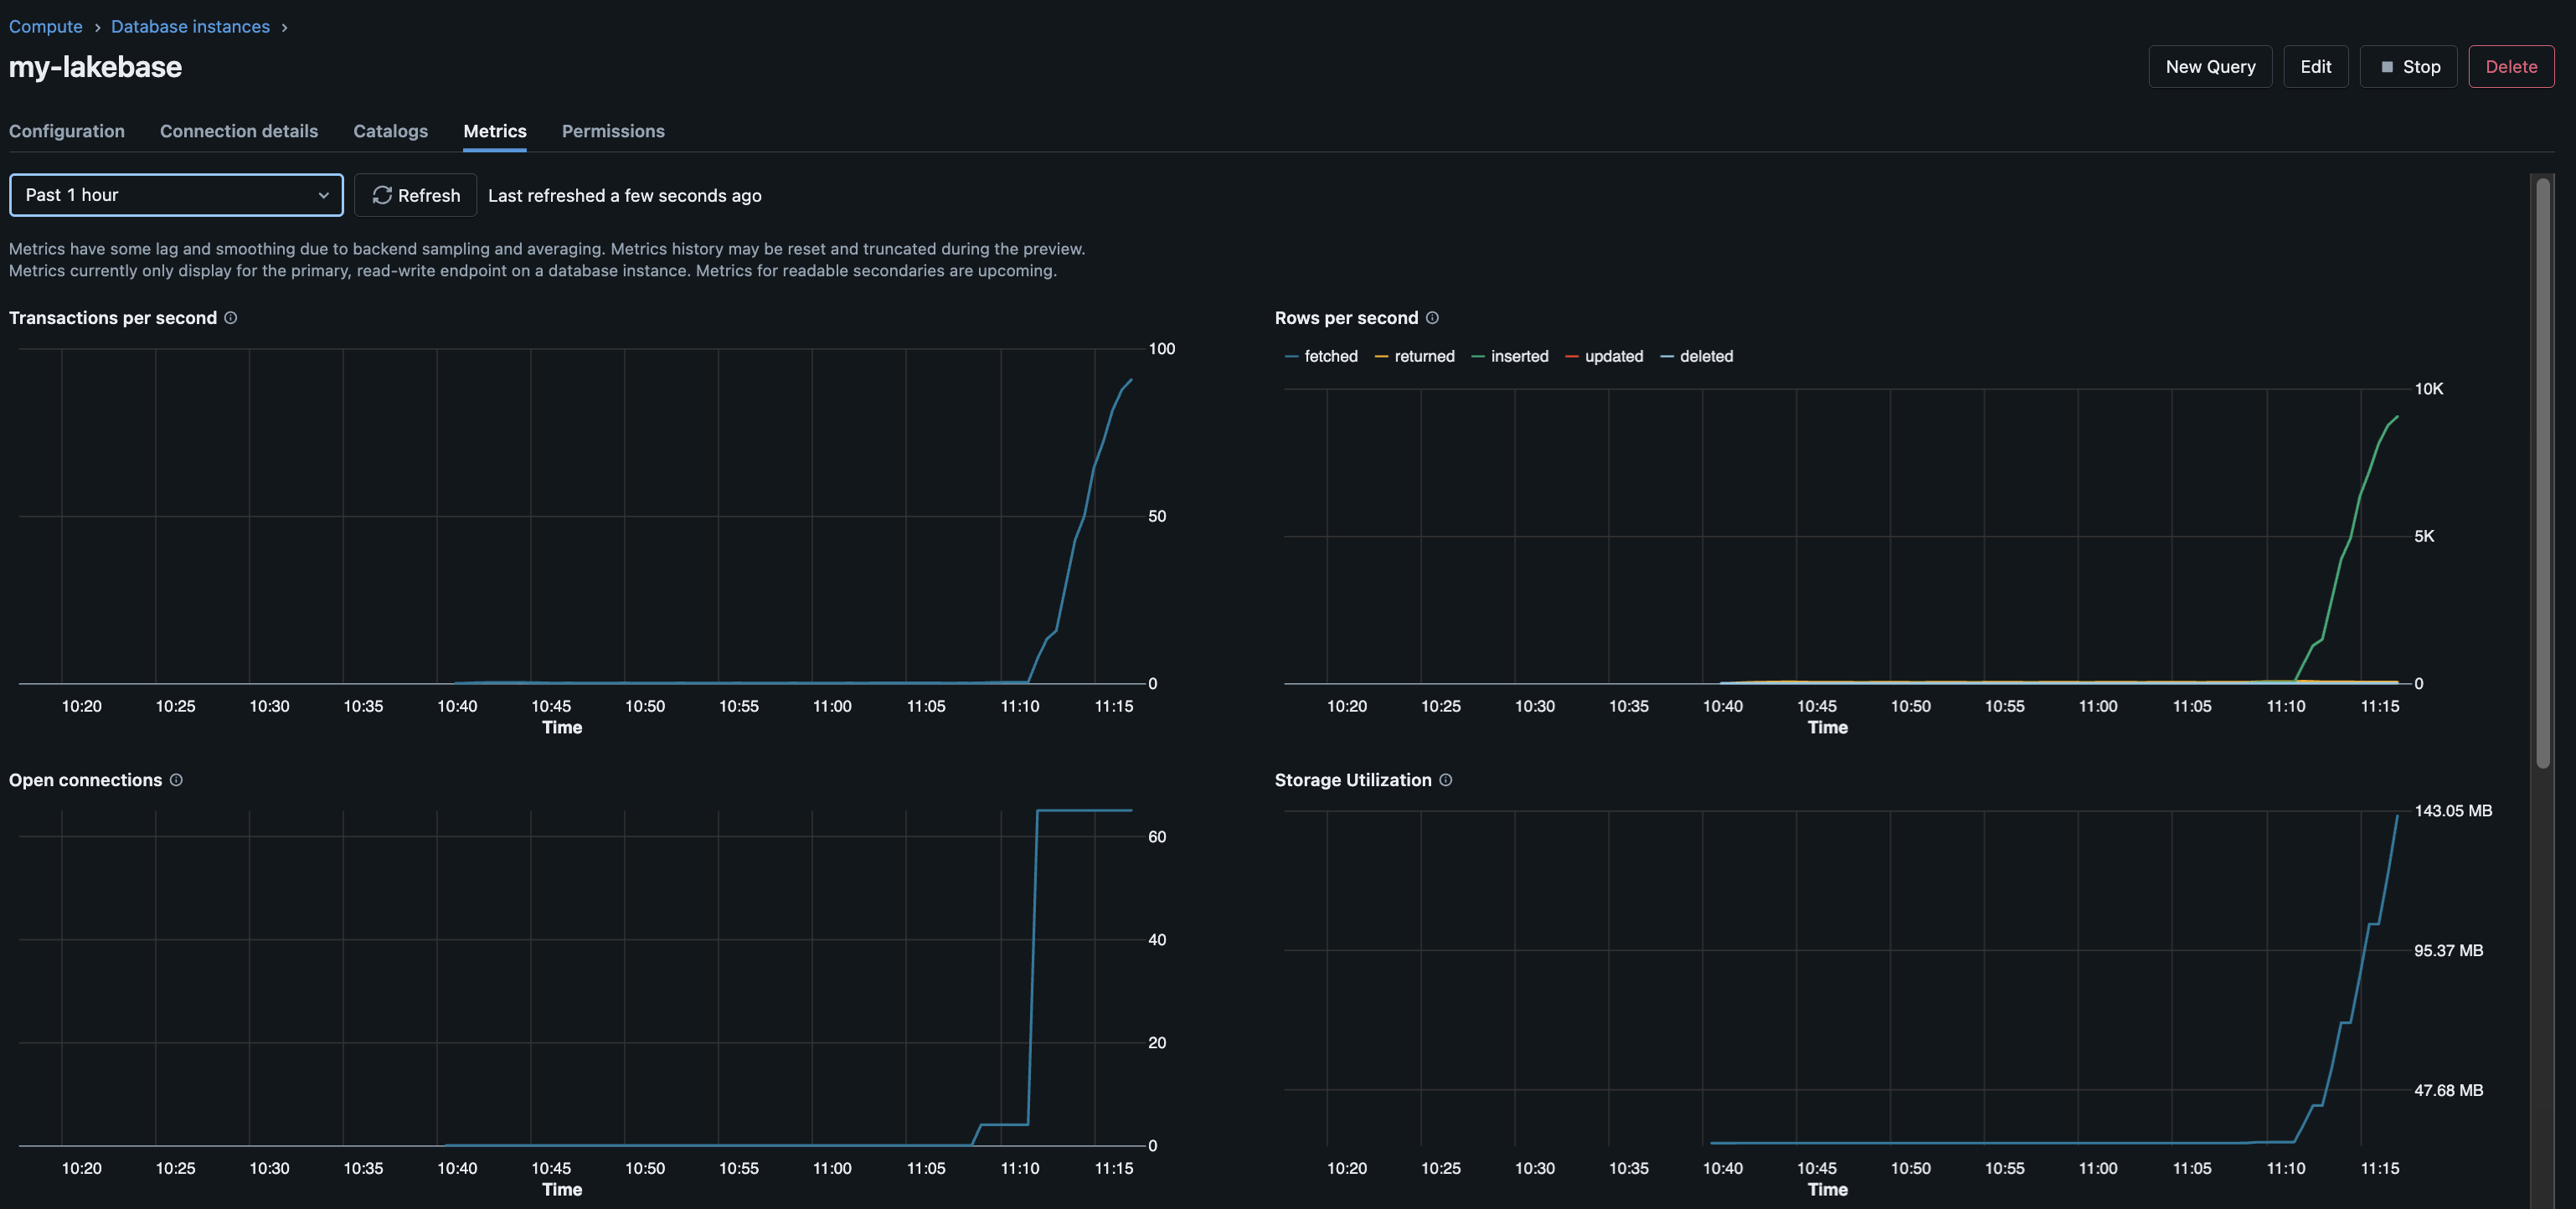 Compute › Database instances ›
my-lakebase
New Query Edit Stop Delete
Configuration Connection details Catalogs Metrics Permissions
Past 1 hour Refresh Last refreshed a few seconds ago
Metrics have some lag and smoothing due to backend sampling and averaging. Metrics history may be reset and truncated during the preview.
Metrics currently only display for the primary, read-write endpoint on a database instance. Metrics for readable secondaries are upcoming.
Transactions per second
100
50
0
10:20 10:25 10:30 10:35 10:40 10:45 10:50 10:55 11:00 11:05 11:10 11:15
Time
Rows per second
fetched returned inserted updated deleted
10K
5K
0
10:20 10:25 10:30 10:35 10:40 10:45 10:50 10:55 11:00 11:05 11:10 11:15
Time
Open connections
60
40
20
0
10:20 10:25 10:30 10:35 10:40 10:45 10:50 10:55 11:00 11:05 11:10 11:15
Time
Storage Utilization
143.05 MB
95.37 MB
47.68 MB
10:20 10:25 10:30 10:35 10:40 10:45 10:50 10:55 11:00 11:05 11:10 11:15
Time